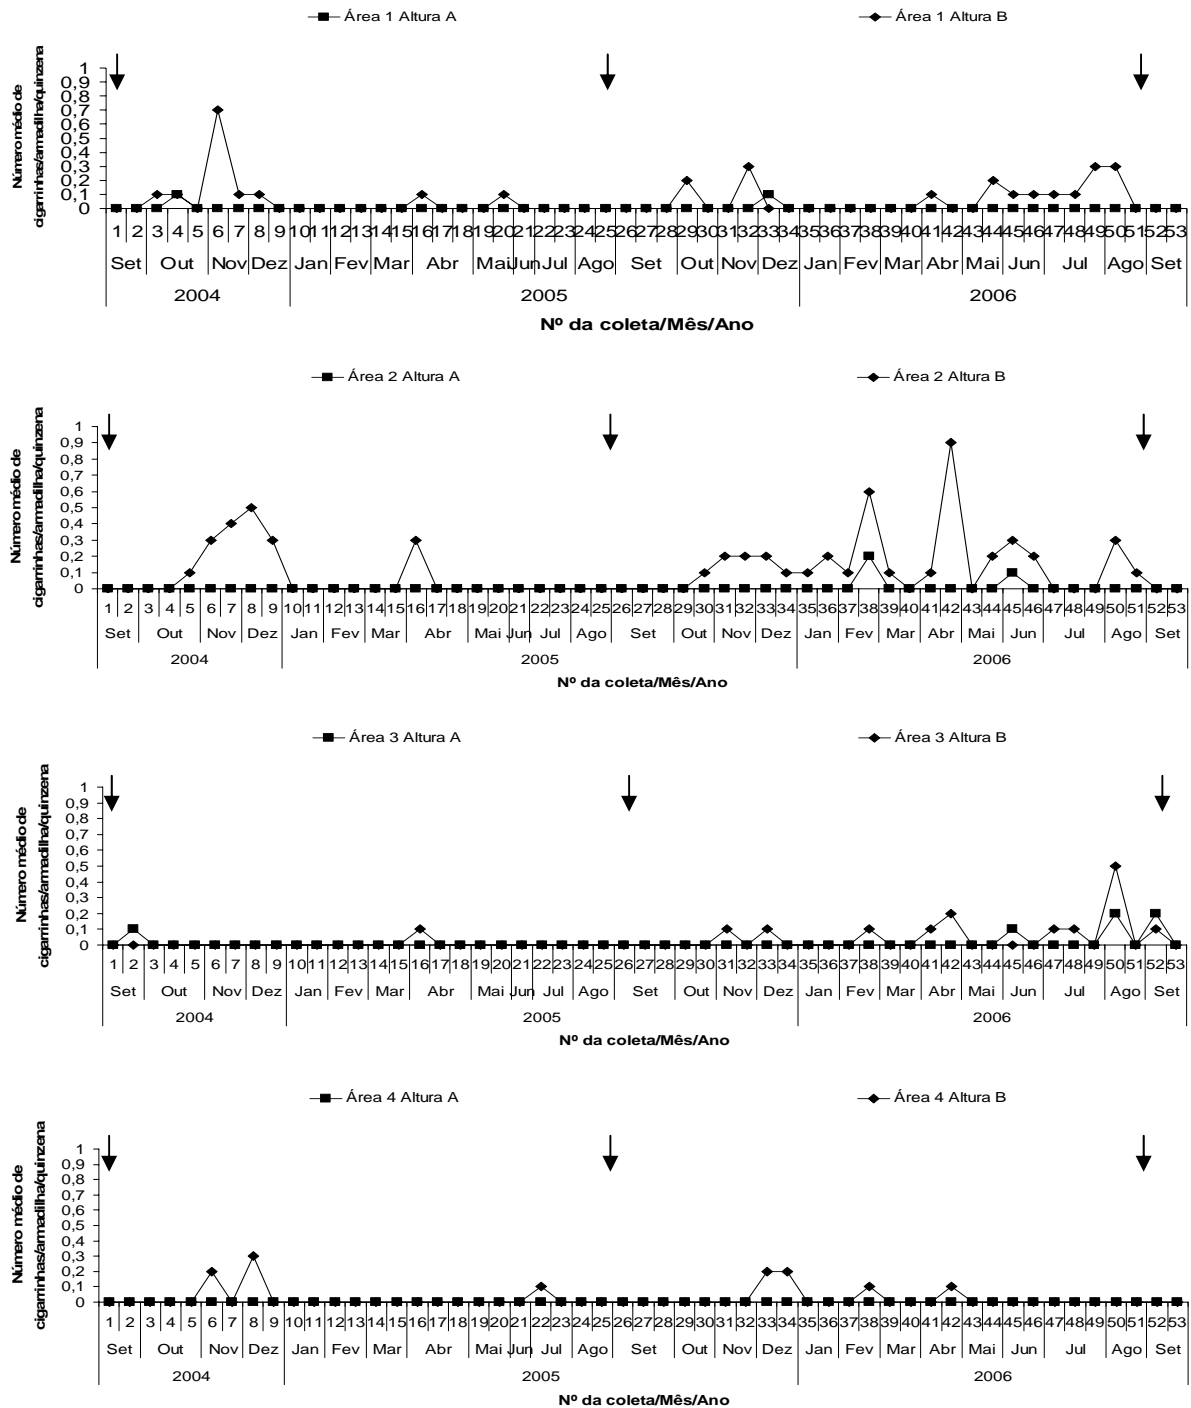 Área 1 Altura A Área 1 Altura B
Número médio de
cigarrinhas/armadilha/quinzena
1
0,9
0,8
0,7
0,6
0,5
0,4
0,3
0,2
0,1
0
1 2 3 4 5 6 7 8 9 10 11 12 13 14 15 16 17 18 19 20 21 22 23 24 25 26 27 28 29 30 31 32 33 34 35 36 37 38 39 40 41 42 43 44 45 46 47 48 49 50 51 52 53
Set Out Nov Dez Jan Fev Mar Abr Mai Jun Jul Ago Set Out Nov Dez Jan Fev Mar Abr Mai Jun Jul Ago Set
2004 2005 2006
Nº da coleta/Mês/Ano
Área 2 Altura A Área 2 Altura B
Número médio de
cigarrinhas/armadilha/quinzena
1
0,9
0,8
0,7
0,6
0,5
0,4
0,3
0,2
0,1
0
1 2 3 4 5 6 7 8 9 10 11 12 13 14 15 16 17 18 19 20 21 22 23 24 25 26 27 28 29 30 31 32 33 34 35 36 37 38 39 40 41 42 43 44 45 46 47 48 49 50 51 52 53
Set Out Nov Dez Jan Fev Mar Abr Mai Jun Jul Ago Set Out Nov Dez Jan Fev Mar Abr Mai Jun Jul Ago Set
2004 2005 2006
Nº da coleta/Mês/Ano
Área 3 Altura A Área 3 Altura B
Número médio de
cigarrinhas/armadilha/quinzena
1
0,9
0,8
0,7
0,6
0,5
0,4
0,3
0,2
0,1
0
1 2 3 4 5 6 7 8 9 10 11 12 13 14 15 16 17 18 19 20 21 22 23 24 25 26 27 28 29 30 31 32 33 34 35 36 37 38 39 40 41 42 43 44 45 46 47 48 49 50 51 52 53
Set Out Nov Dez Jan Fev Mar Abr Mai Jun Jul Ago Set Out Nov Dez Jan Fev Mar Abr Mai Jun Jul Ago Set
2004 2005 2006
Nº da coleta/Mês/Ano
Área 4 Altura A Área 4 Altura B
Número médio de
cigarrinhas/armadilha/quinzena
1
0,9
0,8
0,7
0,6
0,5
0,4
0,3
0,2
0,1
0
1 2 3 4 5 6 7 8 9 10 11 12 13 14 15 16 17 18 19 20 21 22 23 24 25 26 27 28 29 30 31 32 33 34 35 36 37 38 39 40 41 42 43 44 45 46 47 48 49 50 51 52 53
Set Out Nov Dez Jan Fev Mar Abr Mai Jun Jul Ago Set Out Nov Dez Jan Fev Mar Abr Mai Jun Jul Ago Set
2004 2005 2006
Nº da coleta/Mês/Ano